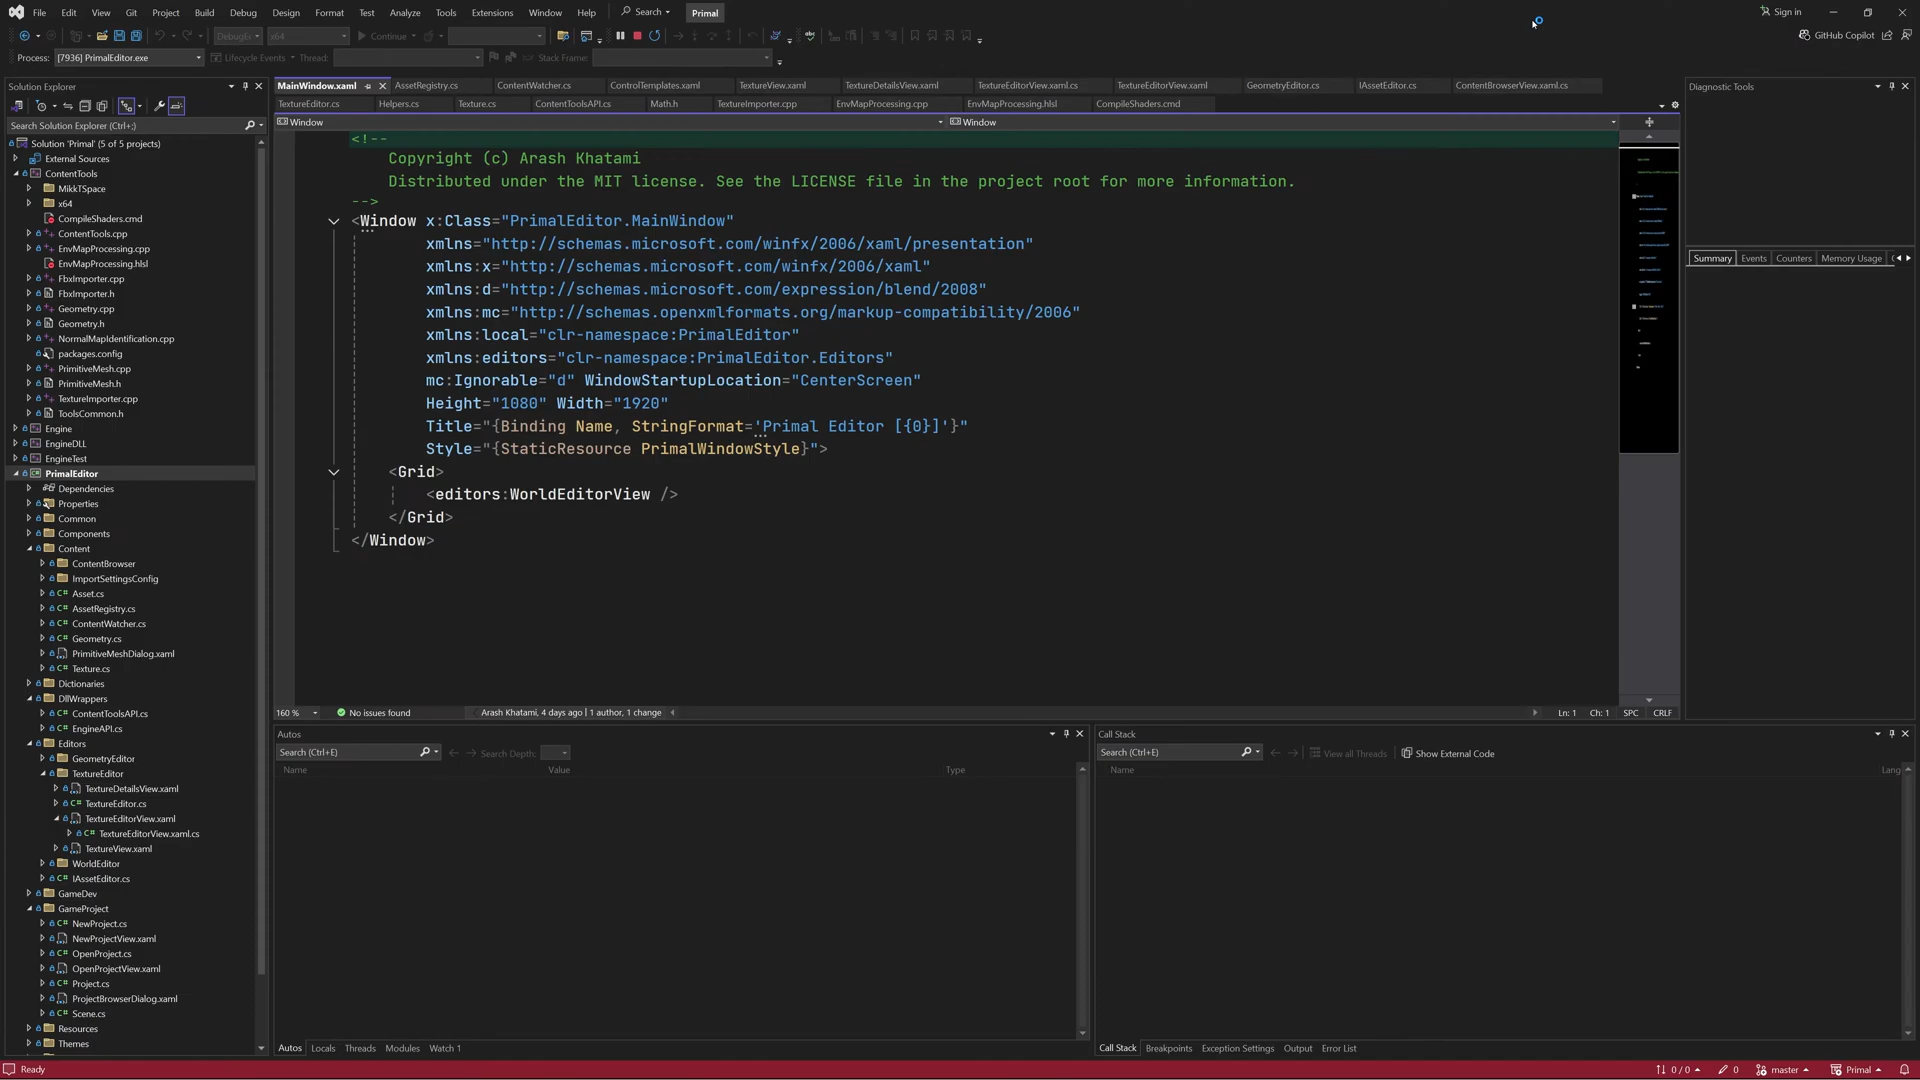 File Edit View Git Project Build Debug Design Format Test Analyze Tools Extensions Window Help Search Primal Sign in
DebugEd x64 Continue GitHub Copilot
Process: [7936] PrimalEditor.exe Lifecycle Events Thread: Stack Frame:
Solution Explorer
Search Solution Explorer (Ctrl+;)
Solution 'Primal' (5 of 5 projects)
External Sources
ContentTools
MikkTSpace
x64
CompileShaders.cmd
ContentTools.cpp
EnvMapProcessing.cpp
EnvMapProcessing.hlsl
FbxImporter.cpp
FbxImporter.h
Geometry.cpp
Geometry.h
NormalMapIdentification.cpp
packages.config
PrimitiveMesh.cpp
PrimitiveMesh.h
TextureImporter.cpp
ToolsCommon.h
Engine
EngineDLL
EngineTest
PrimalEditor
Dependencies
Properties
Common
Components
Content
ContentBrowser
ImportSettingsConfig
Asset.cs
AssetRegistry.cs
ContentWatcher.cs
Geometry.cs
PrimitiveMeshDialog.xaml
Texture.cs
Dictionaries
DllWrappers
ContentToolsAPI.cs
EngineAPI.cs
Editors
GeometryEditor
TextureEditor
TextureDetailsView.xaml
TextureEditor.cs
TextureEditorView.xaml
TextureEditorView.xaml.cs
TextureView.xaml
WorldEditor
IAssetEditor.cs
GameDev
GameProject
NewProject.cs
NewProjectView.xaml
OpenProject.cs
OpenProjectView.xaml
Project.cs
ProjectBrowserDialog.xaml
Scene.cs
Resources
Themes
MainWindow.xaml AssetRegistry.cs ContentWatcher.cs ControlTemplates.xaml TextureView.xaml TextureDetailsView.xaml TextureEditorView.xaml.cs TextureEditorView.xaml GeometryEditor.cs IAssetEditor.cs ContentBrowserView.xaml.cs
TextureEditor.cs Helpers.cs Texture.cs ContentToolsAPI.cs Math.h TextureImporter.cpp EnvMapProcessing.cpp EnvMapProcessing.hlsl CompileShaders.cmd
Window Window
<!--
Copyright (c) Arash Khatami
Distributed under the MIT license. See the LICENSE file in the project root for more information.
-->
<Window x:Class="PrimalEditor.MainWindow"
xmlns="http://schemas.microsoft.com/winfx/2006/xaml/presentation"
xmlns:x="http://schemas.microsoft.com/winfx/2006/xaml"
xmlns:d="http://schemas.microsoft.com/expression/blend/2008"
xmlns:mc="http://schemas.openxmlformats.org/markup-compatibility/2006"
xmlns:local="clr-namespace:PrimalEditor"
xmlns:editors="clr-namespace:PrimalEditor.Editors"
mc:Ignorable="d" WindowStartupLocation="CenterScreen"
Height="1080" Width="1920"
Title="{Binding Name, StringFormat='Primal Editor [{0}]'}"
Style="{StaticResource PrimalWindowStyle}">
<Grid>
<editors:WorldEditorView />
</Grid>
</Window>
160 % No issues found Arash Khatami, 4 days ago | 1 author, 1 change Ln: 1 Ch: 1 SPC CRLF
Autos
Search (Ctrl+E) Search Depth:
Name Value Type
Autos Locals Threads Modules Watch 1
Call Stack
Search (Ctrl+E) View all Threads Show External Code
Name Lang
Call Stack Breakpoints Exception Settings Output Error List
Diagnostic Tools
Summary Events Counters Memory Usage
Ready 0 / 0 0 master Primal